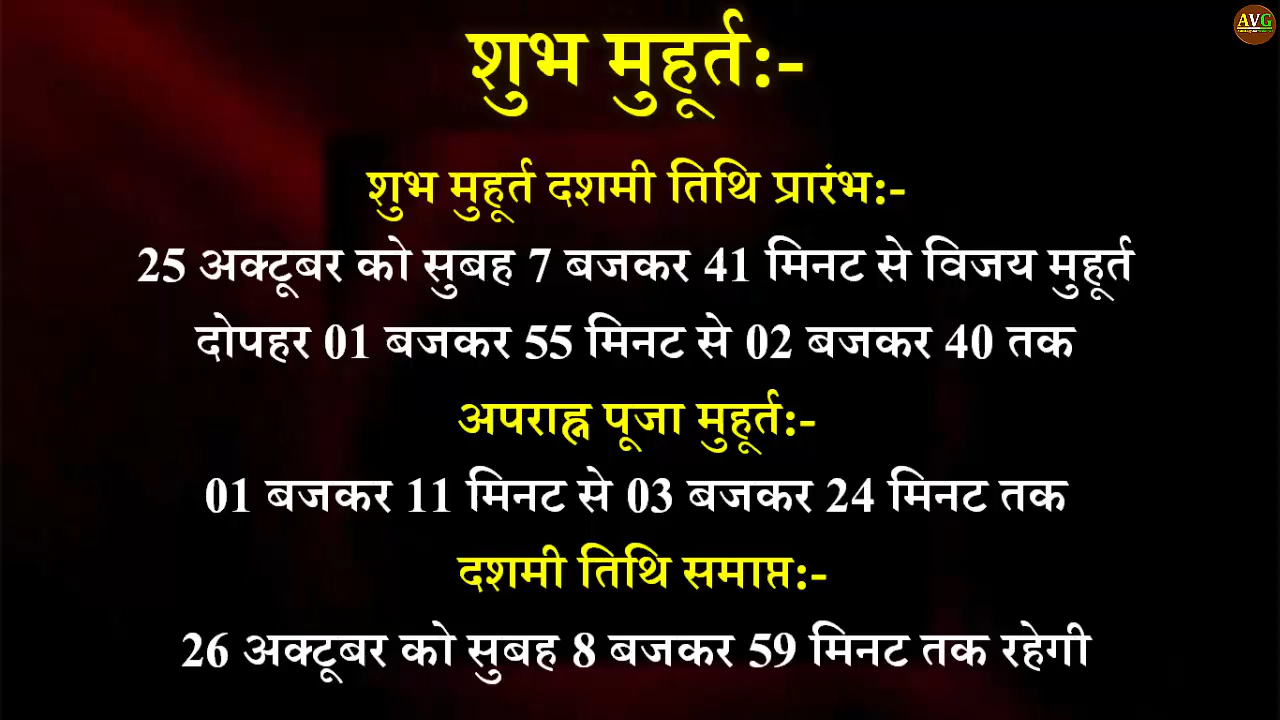 AVG
शुभ मुहूर्त:-
शुभ मुहूर्त दशमी तिथि प्रारंभ:-
25 अक्टूबर को सुबह 7 बजकर 41 मिनट से विजय मुहूर्त
दोपहर 01 बजकर 55 मिनट से 02 बजकर 40 तक
अपराह्न पूजा मुहूर्त:-
01 बजकर 11 मिनट से 03 बजकर 24 मिनट तक
दशमी तिथि समाप्त:-
26 अक्टूबर को सुबह 8 बजकर 59 मिनट तक रहेगी